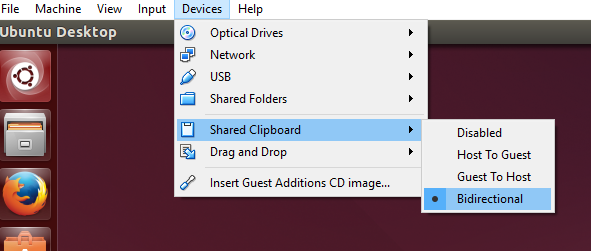 File Machine View Input Devices Help
Ubuntu Desktop
Optical Drives
Network
USB
Shared Folders
Shared Clipboard
Drag and Drop
Insert Guest Additions CD image...
Disabled
Host To Guest
Guest To Host
Bidirectional